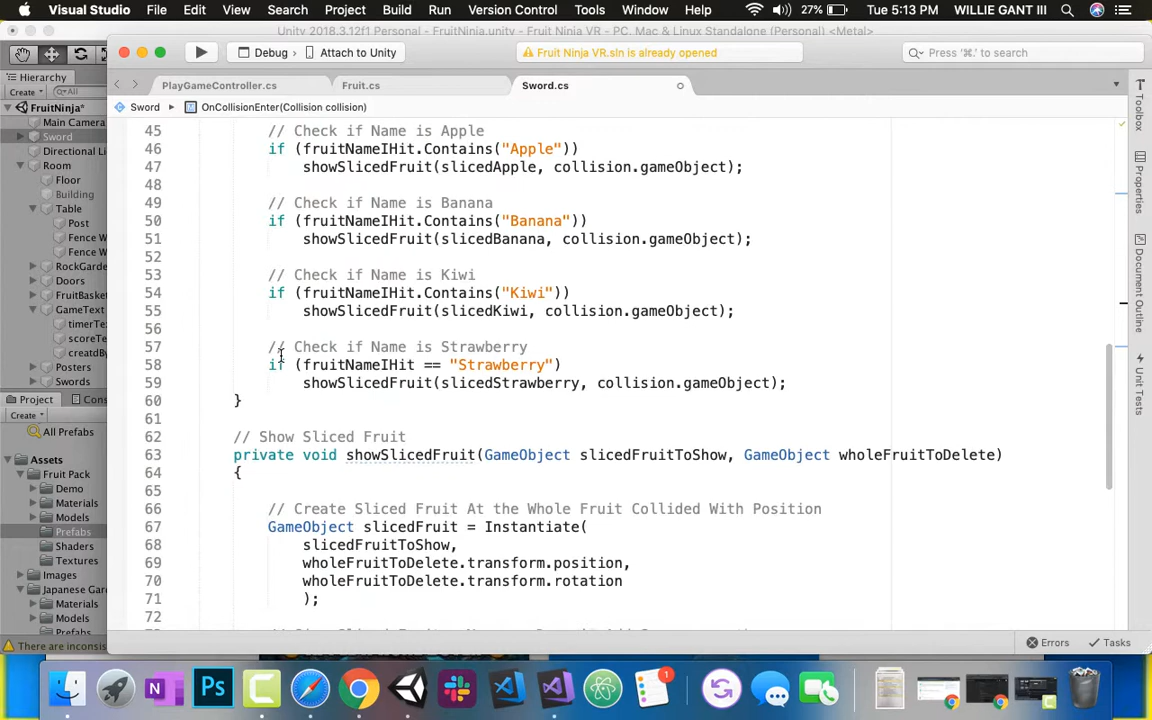 Visual Studio File Edit View Search Project Build Run Version Control Tools Window Help 27% Tue 5:13 PM WILLIE GANT III
Unity 2018.3.12f1 Personal - FruitNinja.unity - Fruit Ninja VR - PC, Mac & Linux Standalone (Personal) <Metal>
Debug Attach to Unity Fruit Ninja VR.sln is already opened Press '⌘.' to search
PlayGameController.cs Fruit.cs Sword.cs
Sword OnCollisionEnter(Collision collision)
Hierarchy
Create All
FruitNinja*
Main Camera
Sword
Directional Li
Room
Floor
Building
Table
Post
Fence W
Fence W
RockGarde
Doors
FruitBasket
GameText
timerTex
scoreTe
creatdBy
Posters
Swords
Project Cons
Create
All Prefabs
Assets
Fruit Pack
Demo
Materials
Models
Prefabs
Shaders
Textures
Images
Japanese Gar
Materials
Models
Prefabs
There are inconsis
45 // Check if Name is Apple
46 if (fruitNameIHit.Contains("Apple"))
47 showSlicedFruit(slicedApple, collision.gameObject);
48
49 // Check if Name is Banana
50 if (fruitNameIHit.Contains("Banana"))
51 showSlicedFruit(slicedBanana, collision.gameObject);
52
53 // Check if Name is Kiwi
54 if (fruitNameIHit.Contains("Kiwi"))
55 showSlicedFruit(slicedKiwi, collision.gameObject);
56
57 // Check if Name is Strawberry
58 if (fruitNameIHit == "Strawberry")
59 showSlicedFruit(slicedStrawberry, collision.gameObject);
60 }
61
62 // Show Sliced Fruit
63 private void showSlicedFruit(GameObject slicedFruitToShow, GameObject wholeFruitToDelete)
64 {
65
66 // Create Sliced Fruit At the Whole Fruit Collided With Position
67 GameObject slicedFruit = Instantiate(
68 slicedFruitToShow,
69 wholeFruitToDelete.transform.position,
70 wholeFruitToDelete.transform.rotation
71 );
72
Toolbox
Properties
Document Outline
Unit Tests
Errors Tasks
Ps
1